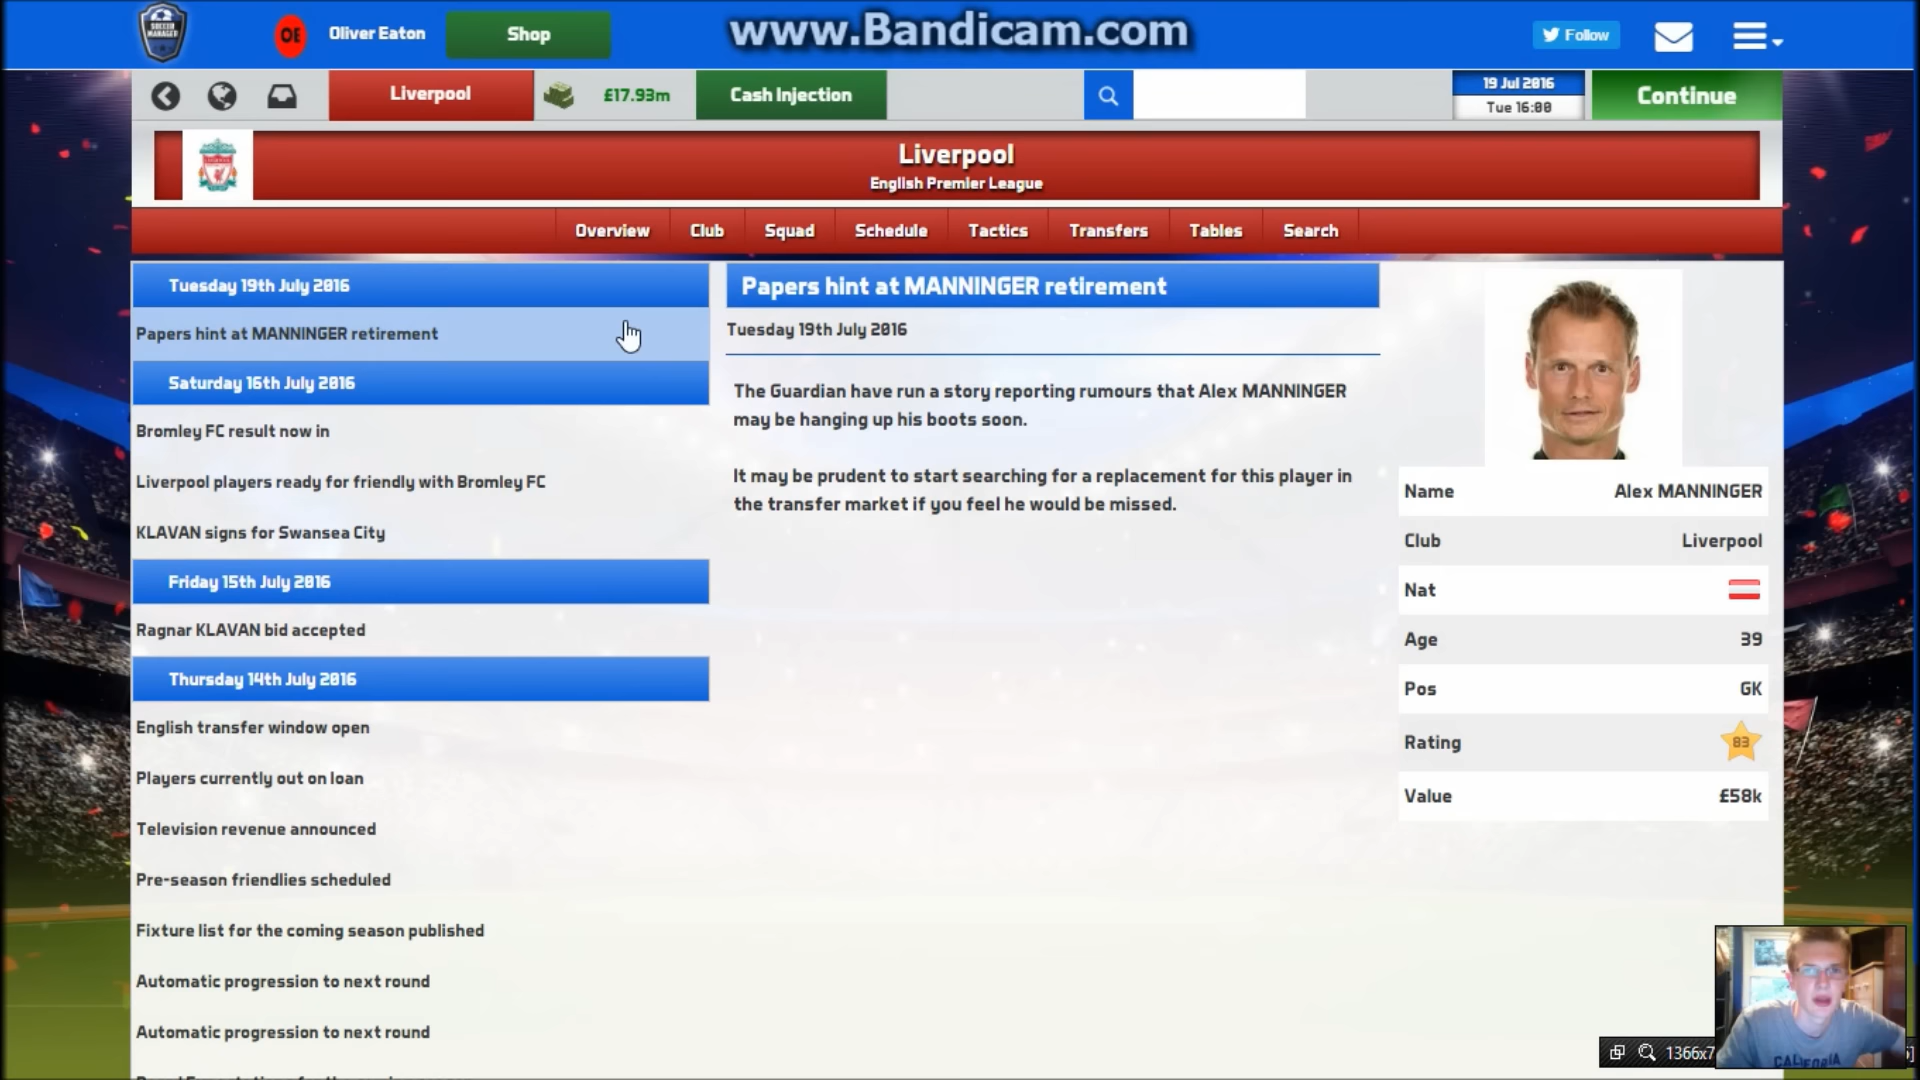 www.Bandicam.com
SOCCER MANAGER
OE
Oliver Eaton
Shop
Follow
Liverpool
£17.93m
Cash Injection
19 Jul 2016
Tue 16:00
Continue
Liverpool
English Premier League
Overview
Club
Squad
Schedule
Tactics
Transfers
Tables
Search
Tuesday 19th July 2016
Papers hint at MANNINGER retirement
Saturday 16th July 2016
Bromley FC result now in
Liverpool players ready for friendly with Bromley FC
KLAVAN signs for Swansea City
Friday 15th July 2016
Ragnar KLAVAN bid accepted
Thursday 14th July 2016
English transfer window open
Players currently out on loan
Television revenue announced
Pre-season friendlies scheduled
Fixture list for the coming season published
Automatic progression to next round
Automatic progression to next round
Papers hint at MANNINGER retirement
Tuesday 19th July 2016
The Guardian have run a story reporting rumours that Alex MANNINGER
may be hanging up his boots soon.
It may be prudent to start searching for a replacement for this player in
the transfer market if you feel he would be missed.
Name Alex MANNINGER
Club Liverpool
Nat
Age 39
Pos GK
Rating 83
Value £58k
CALIFORNIA
1366x7